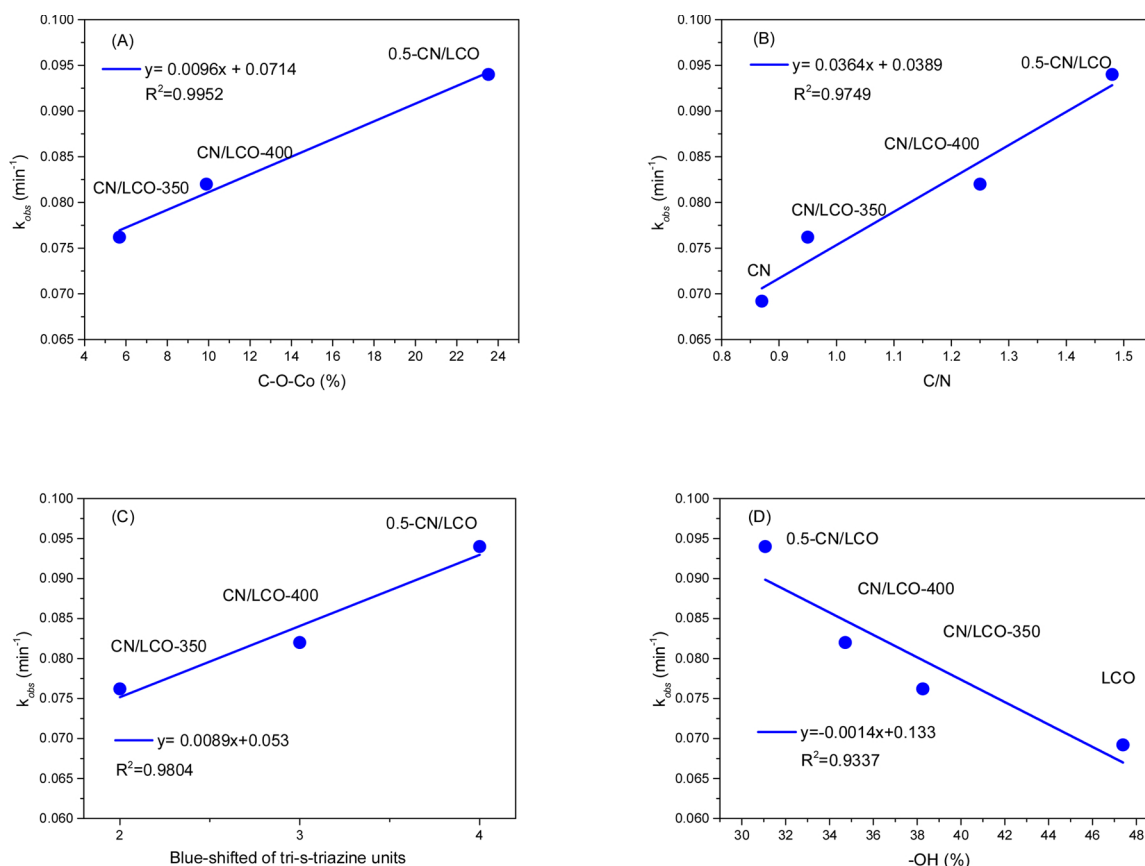 (A)
y= 0.0096x + 0.0714
R²=0.9952
0.5-CN/LCO
CN/LCO-400
CN/LCO-350
0.100
0.095
0.090
0.085
0.080
0.075
0.070
0.065
k_obs (min⁻¹)
4 6 8 10 12 14 16 18 20 22 24
C-O-Co (%)
(B)
y= 0.0364x + 0.0389
R²=0.9749
0.5-CN/LCO
CN/LCO-400
CN/LCO-350
CN
0.100
0.095
0.090
0.085
0.080
0.075
0.070
0.065
k_obs (min⁻¹)
0.8 0.9 1.0 1.1 1.2 1.3 1.4 1.5
C/N
(C)
0.5-CN/LCO
CN/LCO-400
CN/LCO-350
y= 0.0089x+0.053
R²=0.9804
0.100
0.095
0.090
0.085
0.080
0.075
0.070
0.065
0.060
k_obs (min⁻¹)
2 3 4
Blue-shifted of tri-s-triazine units
(D)
0.5-CN/LCO
CN/LCO-400
CN/LCO-350
LCO
y=-0.0014x+0.133
R²=0.9337
0.100
0.095
0.090
0.085
0.080
0.075
0.070
0.065
0.060
k_obs (min⁻¹)
30 32 34 36 38 40 42 44 46 48
-OH (%)